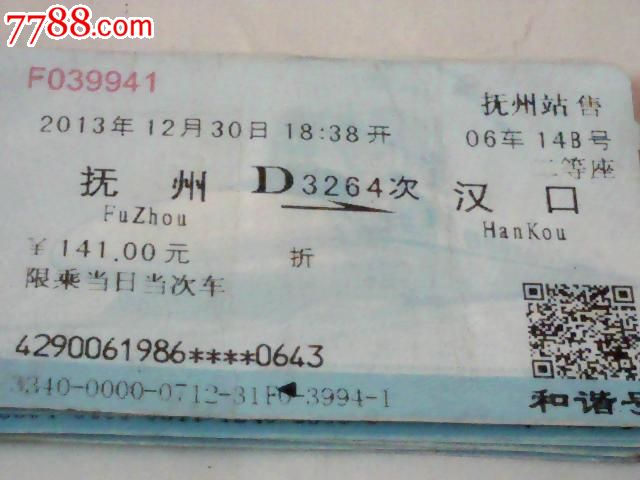 7788.com
F039941
抚州站售
2013年12月30日18:38开
06车14B号
二等座
抚州 D3264次 汉口
FuZhou HanKou
￥141.00元
折
限乘当日当次车
4290061986****0643
3340-0000-0712-31F0-3994-1
和谐号